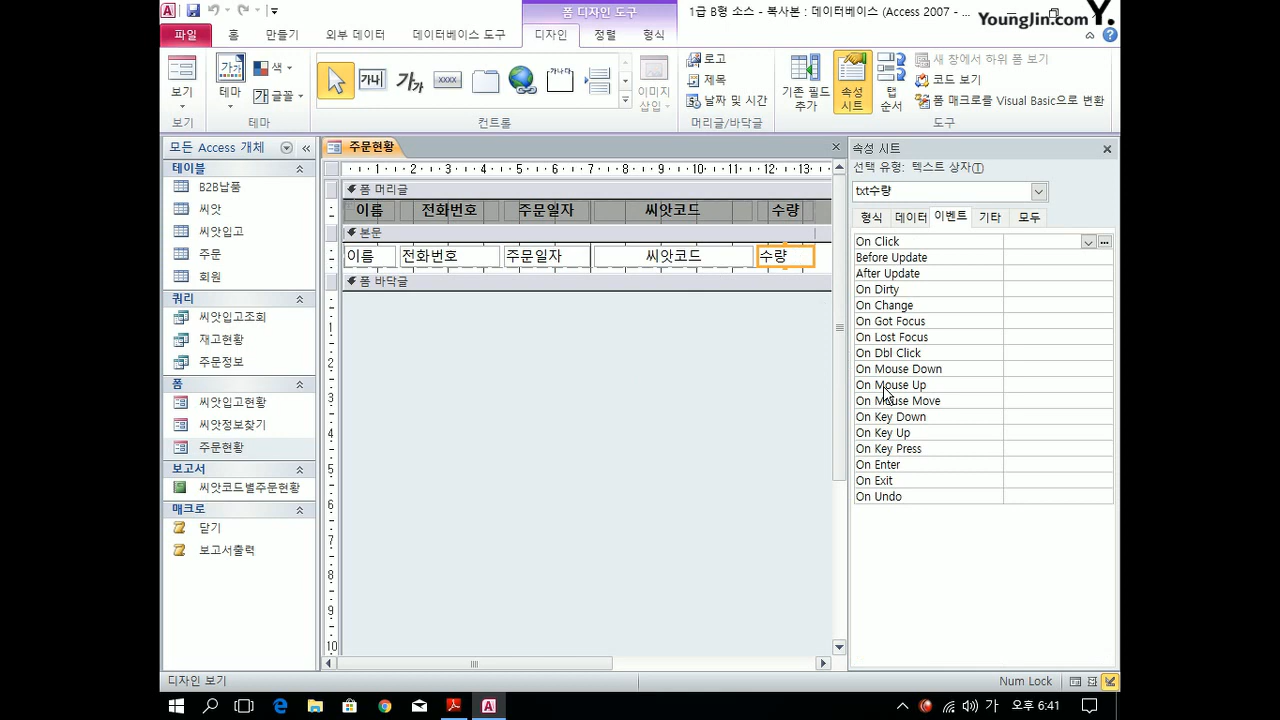 1급 B형 소스 - 복사본 : 데이터베이스 (Access 2007 - ...
폼 디자인 도구
YoungJin.com Y.
파일 홈 만들기 외부 데이터 데이터베이스 도구 디자인 정렬 형식
보기
보기
테마
색
가가 글꼴
테마
가나
가가
xxxx
가나다
컨트롤
이미지
삽입
로고
제목
날짜 및 시간
머리글/바닥글
기존 필드
추가
속성
시트
탭
순서
새 창에서 하위 폼 보기
코드 보기
폼 매크로를 Visual Basic으로 변환
도구
모든 Access 개체
테이블
B2B납품
씨앗
씨앗입고
주문
회원
쿼리
씨앗입고조회
재고현황
주문정보
폼
씨앗입고현황
씨앗정보찾기
주문현황
보고서
씨앗코드별주문현황
매크로
닫기
보고서출력
주문현황
1 2 3 4 5 6 7 8 9 10 11 12 13
폼 머리글
이름 전화번호 주문일자 씨앗코드 수량
본문
이름 전화번호 주문일자 씨앗코드 수량
폼 바닥글
1
2
3
4
5
6
7
8
9
10
속성 시트
선택 유형: 텍스트 상자(T)
txt수량
형식 데이터 이벤트 기타 모두
On Click
Before Update
After Update
On Dirty
On Change
On Got Focus
On Lost Focus
On Dbl Click
On Mouse Down
On Mouse Up
On Mouse Move
On Key Down
On Key Up
On Key Press
On Enter
On Exit
On Undo
디자인 보기
Num Lock
가 오후 6:41